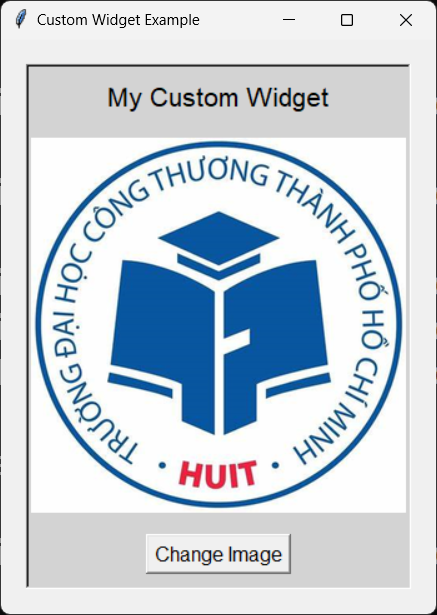 Custom Widget Example
My Custom Widget
TRƯỜNG ĐẠI HỌC CÔNG THƯƠNG THÀNH PHỐ HỒ CHÍ MINH
• HUIT •
Change Image